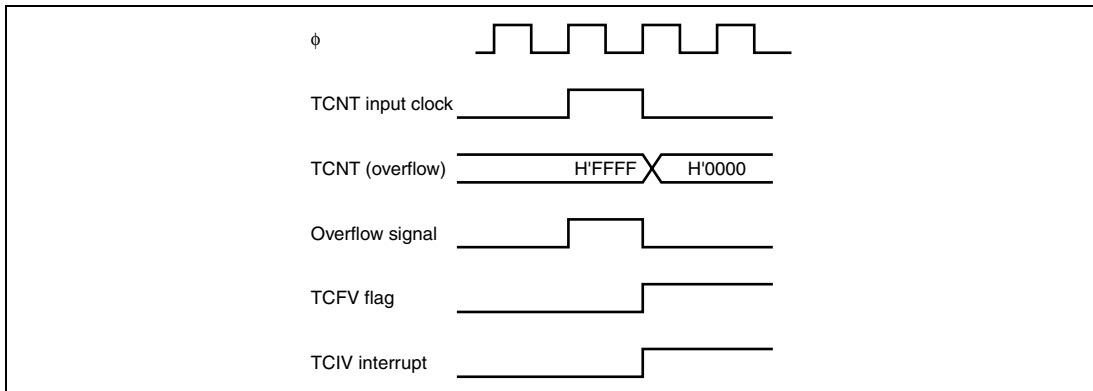 ϕ
TCNT input clock
TCNT (overflow) H'FFFF H'0000
Overflow signal
TCFV flag
TCIV interrupt